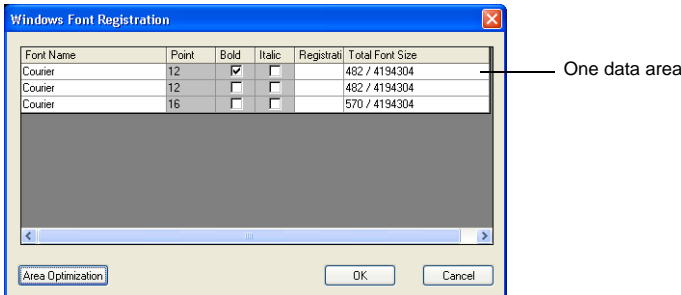 Windows Font Registration
Font Name Point Bold Italic Registrati Total Font Size
Courier 12 482 / 4194304 One data area
Courier 12 482 / 4194304
Courier 16 570 / 4194304
Area Optimization OK Cancel